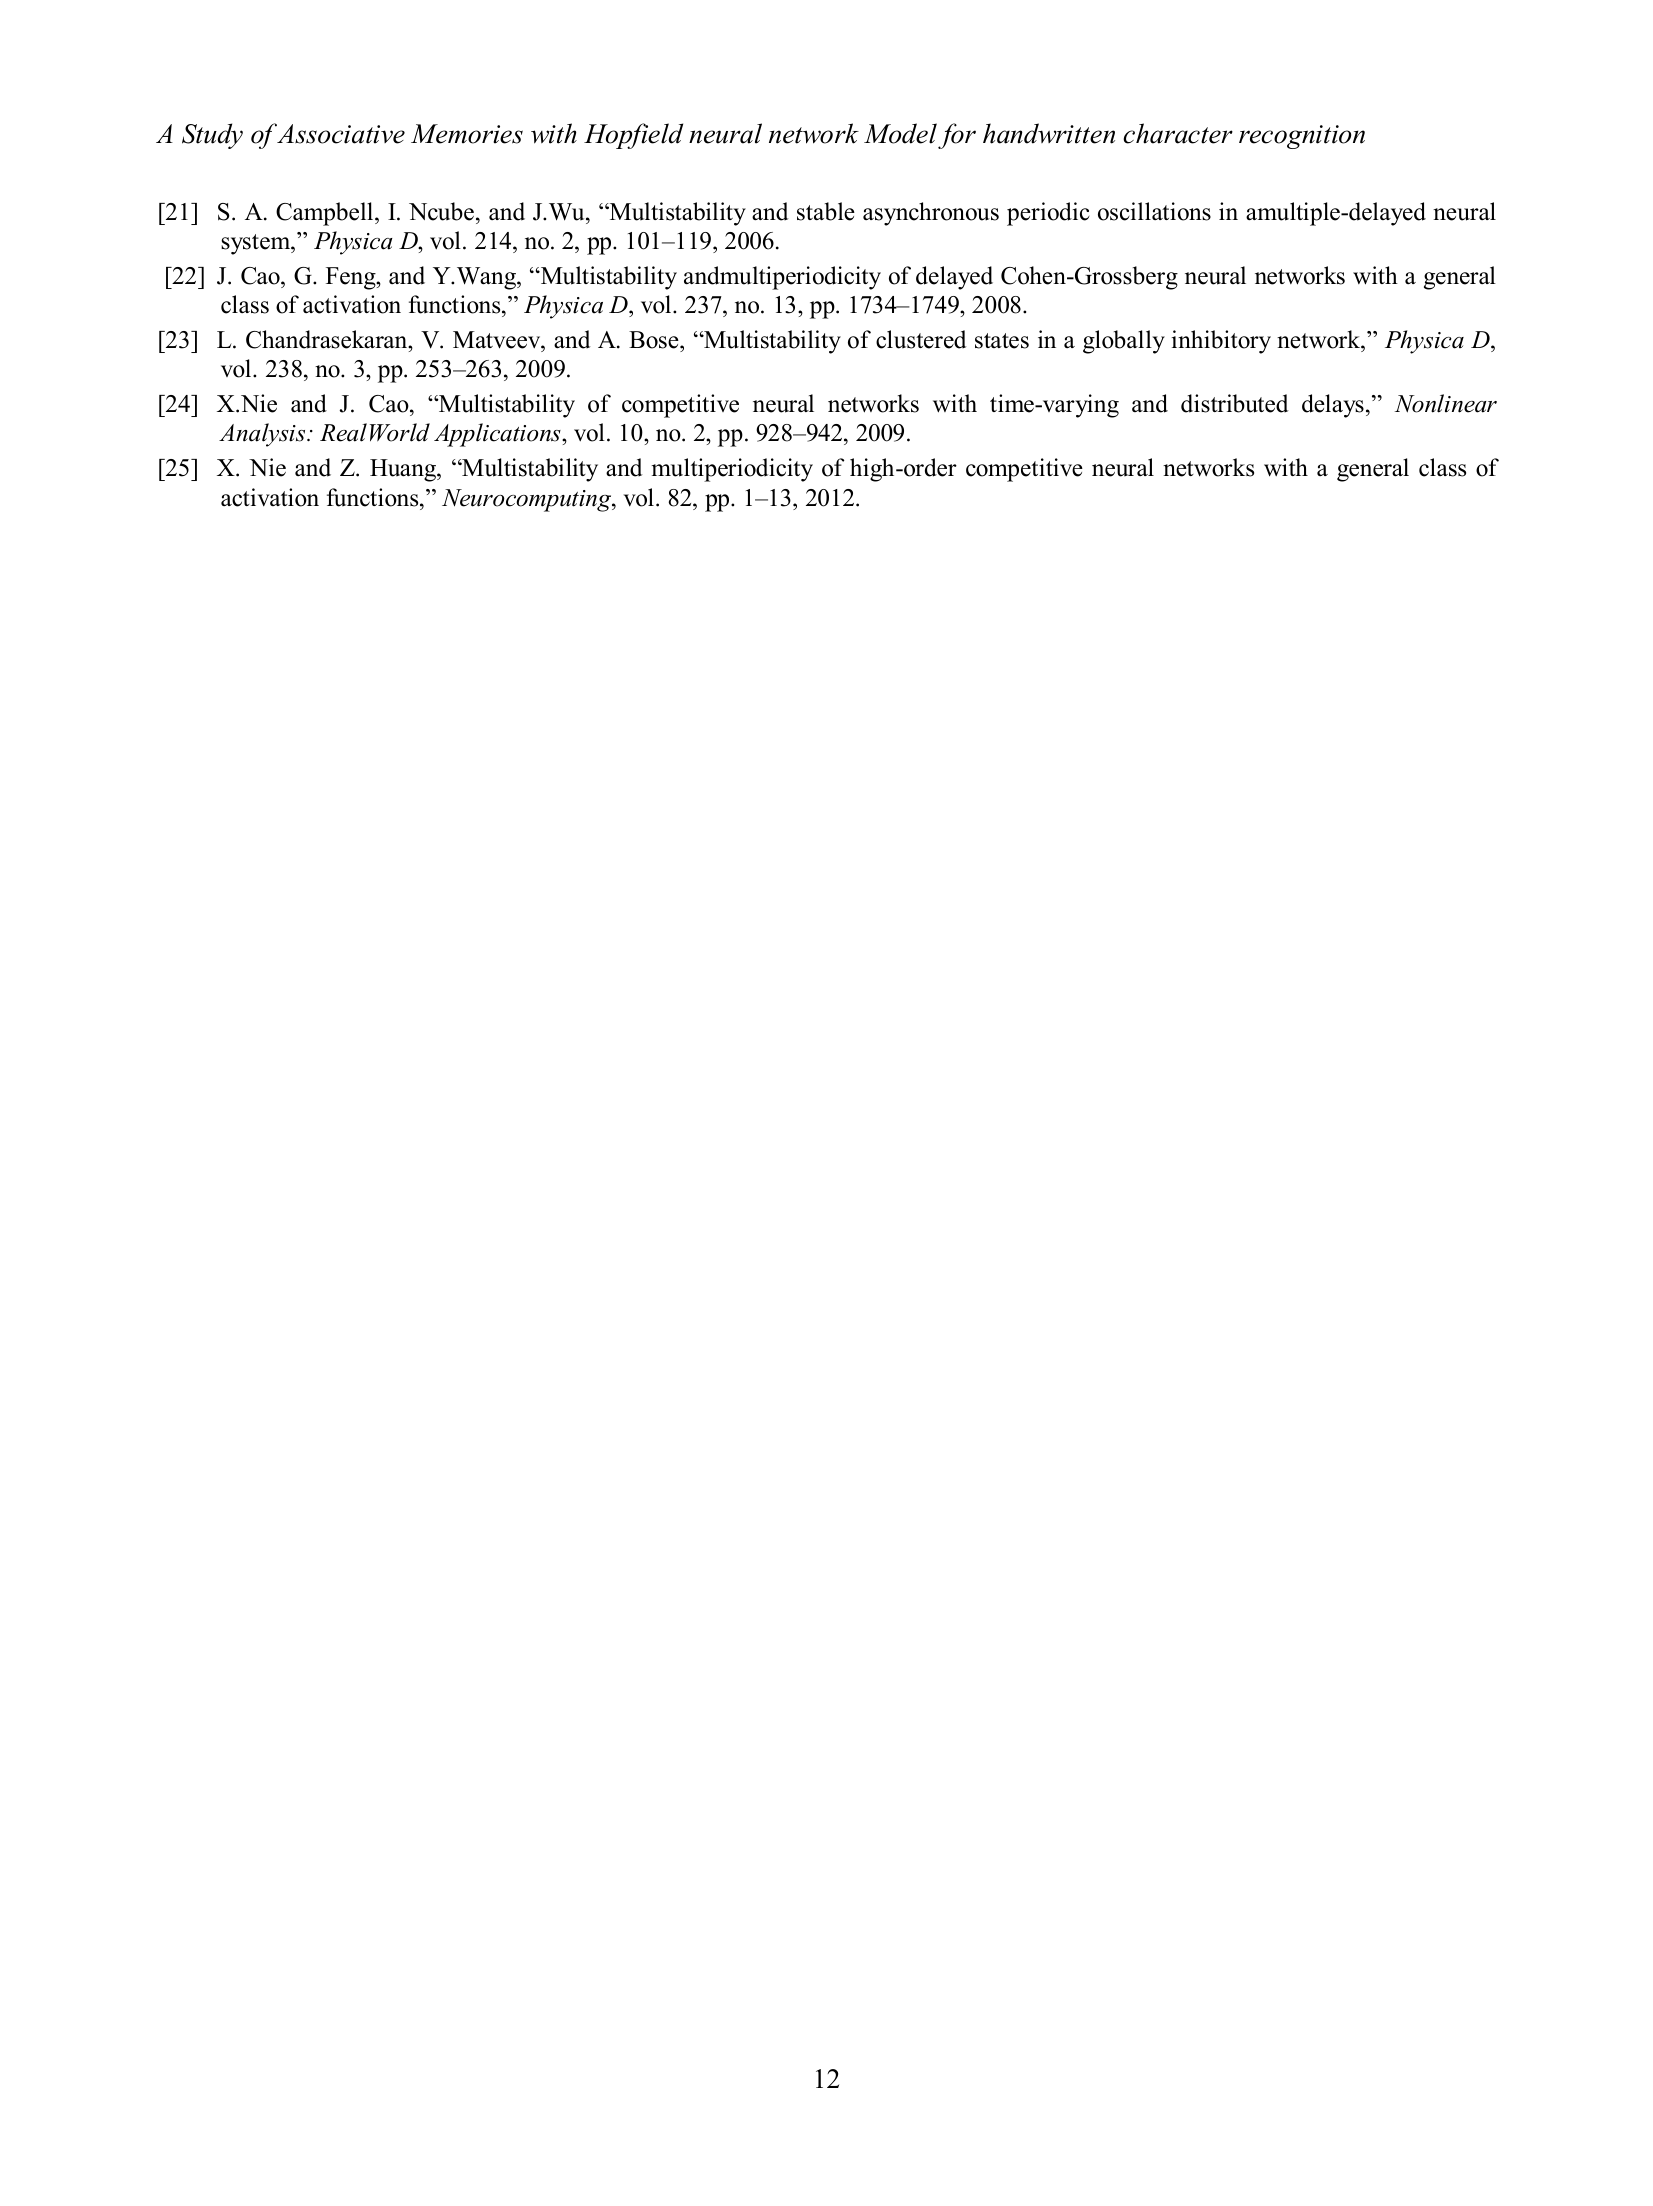 A Study of Associative Memories with Hopfield neural network Model for handwritten character recognition
[21] S. A. Campbell, I. Ncube, and J.Wu, “Multistability and stable asynchronous periodic oscillations in amultiple-delayed neural
system,” Physica D, vol. 214, no. 2, pp. 101–119, 2006.
[22] J. Cao, G. Feng, and Y.Wang, “Multistability andmultiperiodicity of delayed Cohen-Grossberg neural networks with a general
class of activation functions,” Physica D, vol. 237, no. 13, pp. 1734–1749, 2008.
[23] L. Chandrasekaran, V. Matveev, and A. Bose, “Multistability of clustered states in a globally inhibitory network,” Physica D,
vol. 238, no. 3, pp. 253–263, 2009.
[24] X.Nie and J. Cao, “Multistability of competitive neural networks with time-varying and distributed delays,” Nonlinear
Analysis: RealWorld Applications, vol. 10, no. 2, pp. 928–942, 2009.
[25] X. Nie and Z. Huang, “Multistability and multiperiodicity of high-order competitive neural networks with a general class of
activation functions,” Neurocomputing, vol. 82, pp. 1–13, 2012.
12